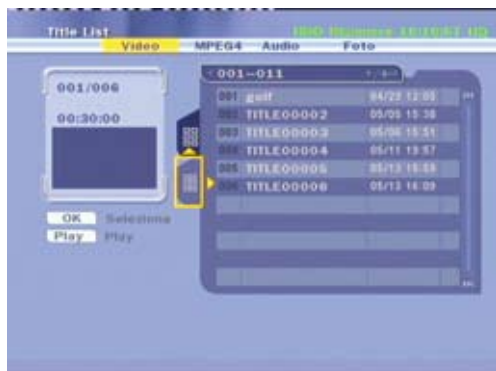 Title List
Video MPEG4 Audio Foto
001/006
00:30:00
001-011
001 golf 04/29 12:05
002 TITLE00002 05/05 15:38
003 TITLE00003 05/06 15:51
004 TITLE00004 05/11 19:57
005 TITLE00005 05/13 15:59
006 TITLE00006 05/13 16:09
OK Seleziona
Play Play